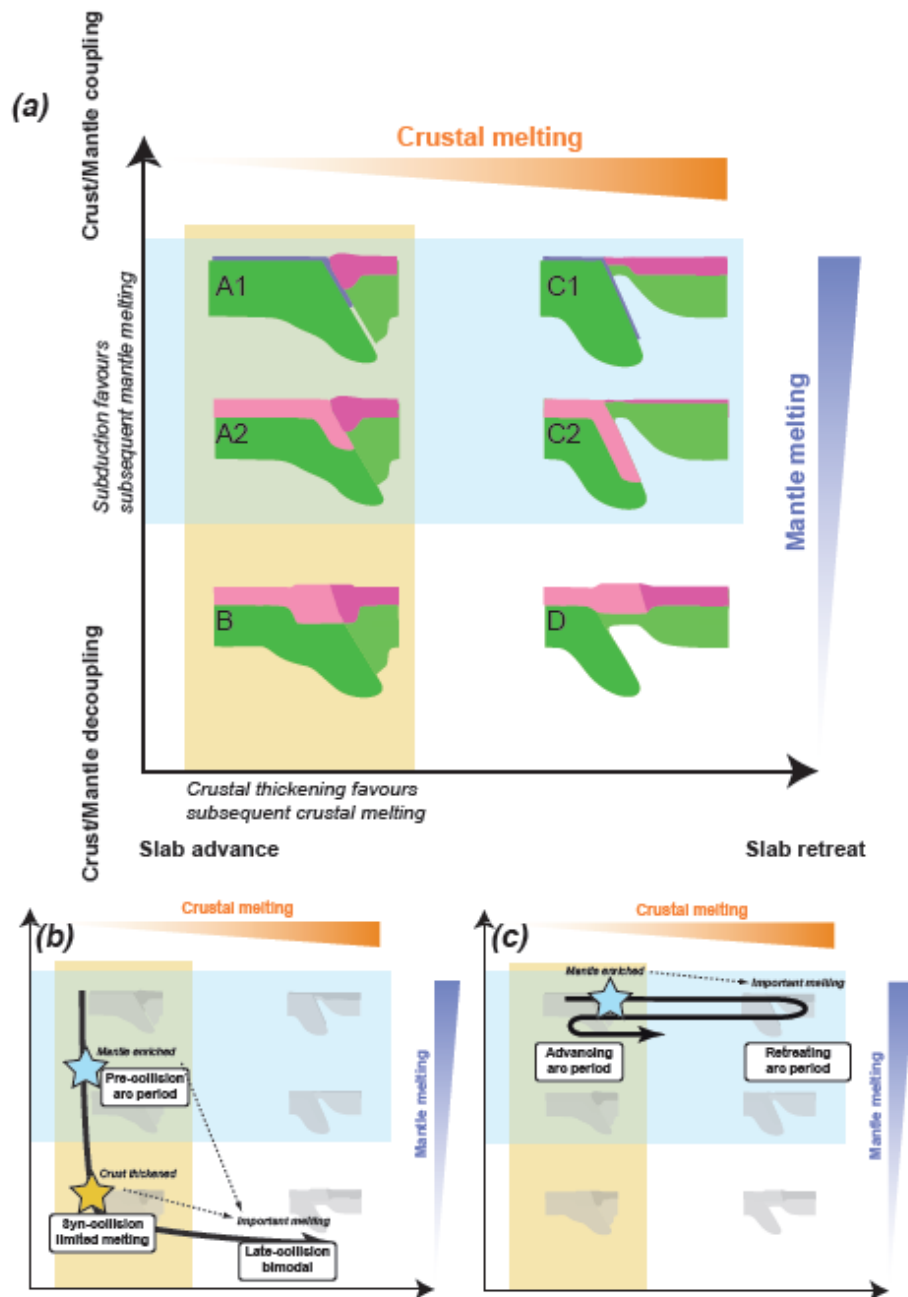 (a)
Crust/Mantle coupling
Crustal melting
Subduction favours
subsequent mantle melting
A1
C1
A2
C2
B
D
Mantle melting
Crust/Mantle decoupling
Crustal thickening favours
subsequent crustal melting
Slab advance
Slab retreat
(b)
Crustal melting
Mantle enriched
Pre-collision
arc period
Crust thickened
Important melting
Syn-collision
limited melting
Late-collision
bimodal
Mantle melting
(c)
Crustal melting
Mantle enriched
Important melting
Advancing
arc period
Retreating
arc period
Mantle melting